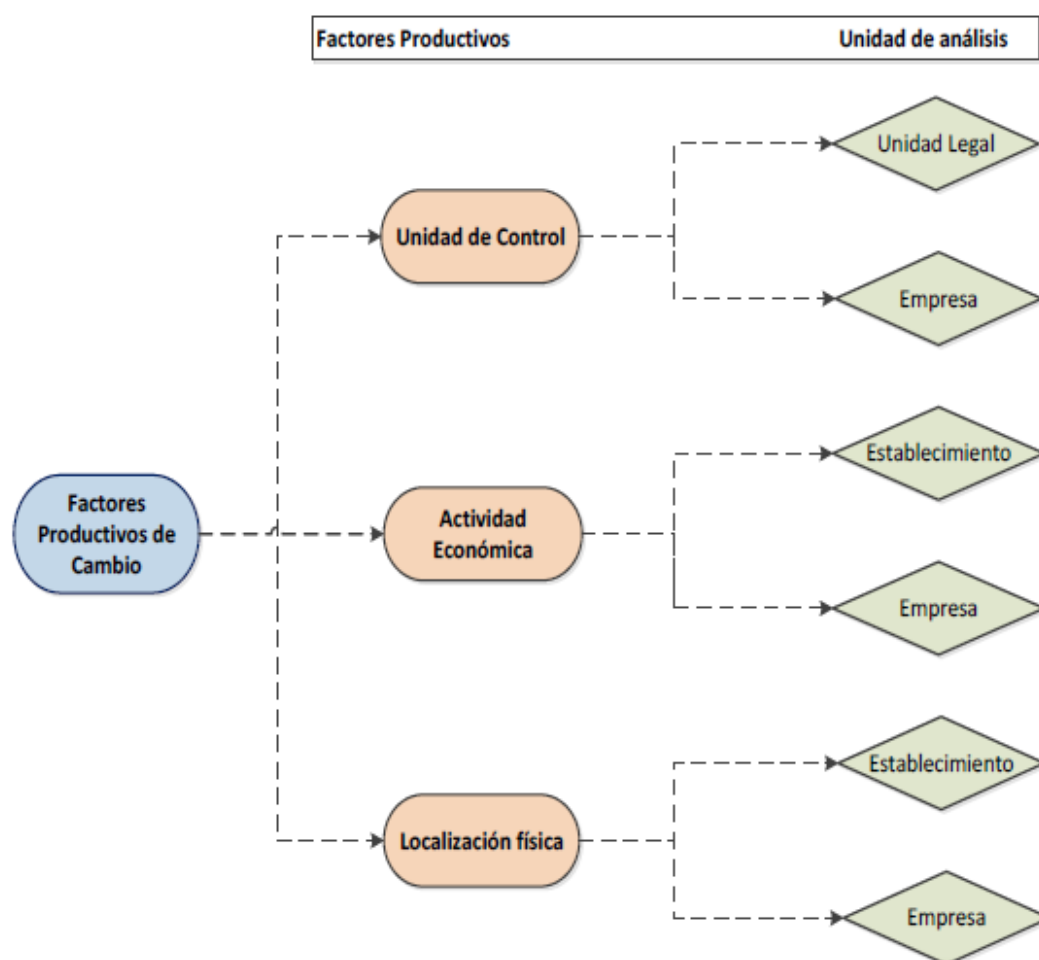 Factores Productivos Unidad de análisis
Unidad Legal
Unidad de Control
Empresa
Establecimiento
Factores
Productivos de
Cambio
Actividad
Económica
Empresa
Establecimiento
Localización física
Empresa